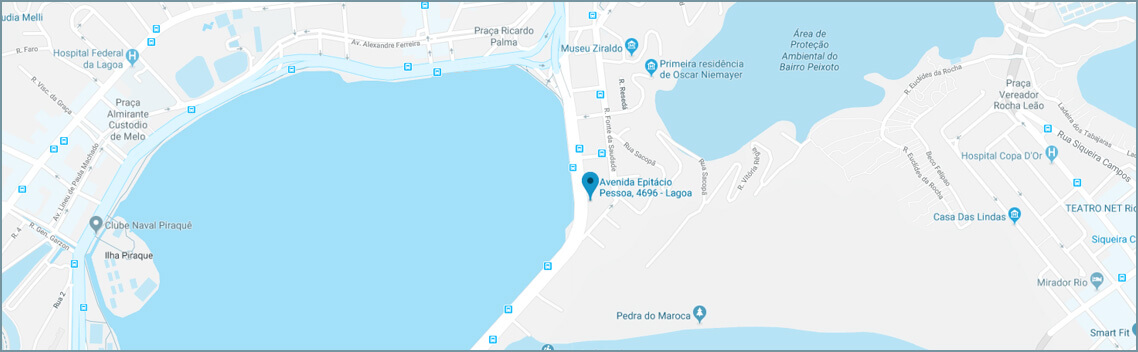 udia Melli
R. Faro
Hospital Federal
da Lagoa
R. Visc. da Graça
Praça
Almirante
Custodio
de Melo
Av. Lineu de Paula Machado
R. Gen. Garzon
R. 4
Rua 2
Clube Naval Piraquê
Ilha Piraque
Av. Alexandre Ferreira
Praça Ricardo
Palma
Museu Ziraldo
Primeira residência
de Oscar Niemayer
R. Resedá
R. Fonte da Saudade
Rua Sacopã
Rua Sacopã
R. Vitória Régia
Avenida Epitácio
Pessoa, 4696 - Lagoa
Pedra do Maroca
Área de
Proteção
Ambiental do
Bairro Peixoto
R. Euclides da Rocha
R. Euclídes da Rocha
Beco Felipao
Praça
Vereador
Rocha Leão
Ladeira dos Tabajaras
Rua Siqueira Campos
Hospital Copa D'Or
Casa Das Lindas
TEATRO NET Rio
Siqueira C
Mirador Rio
Smart Fit